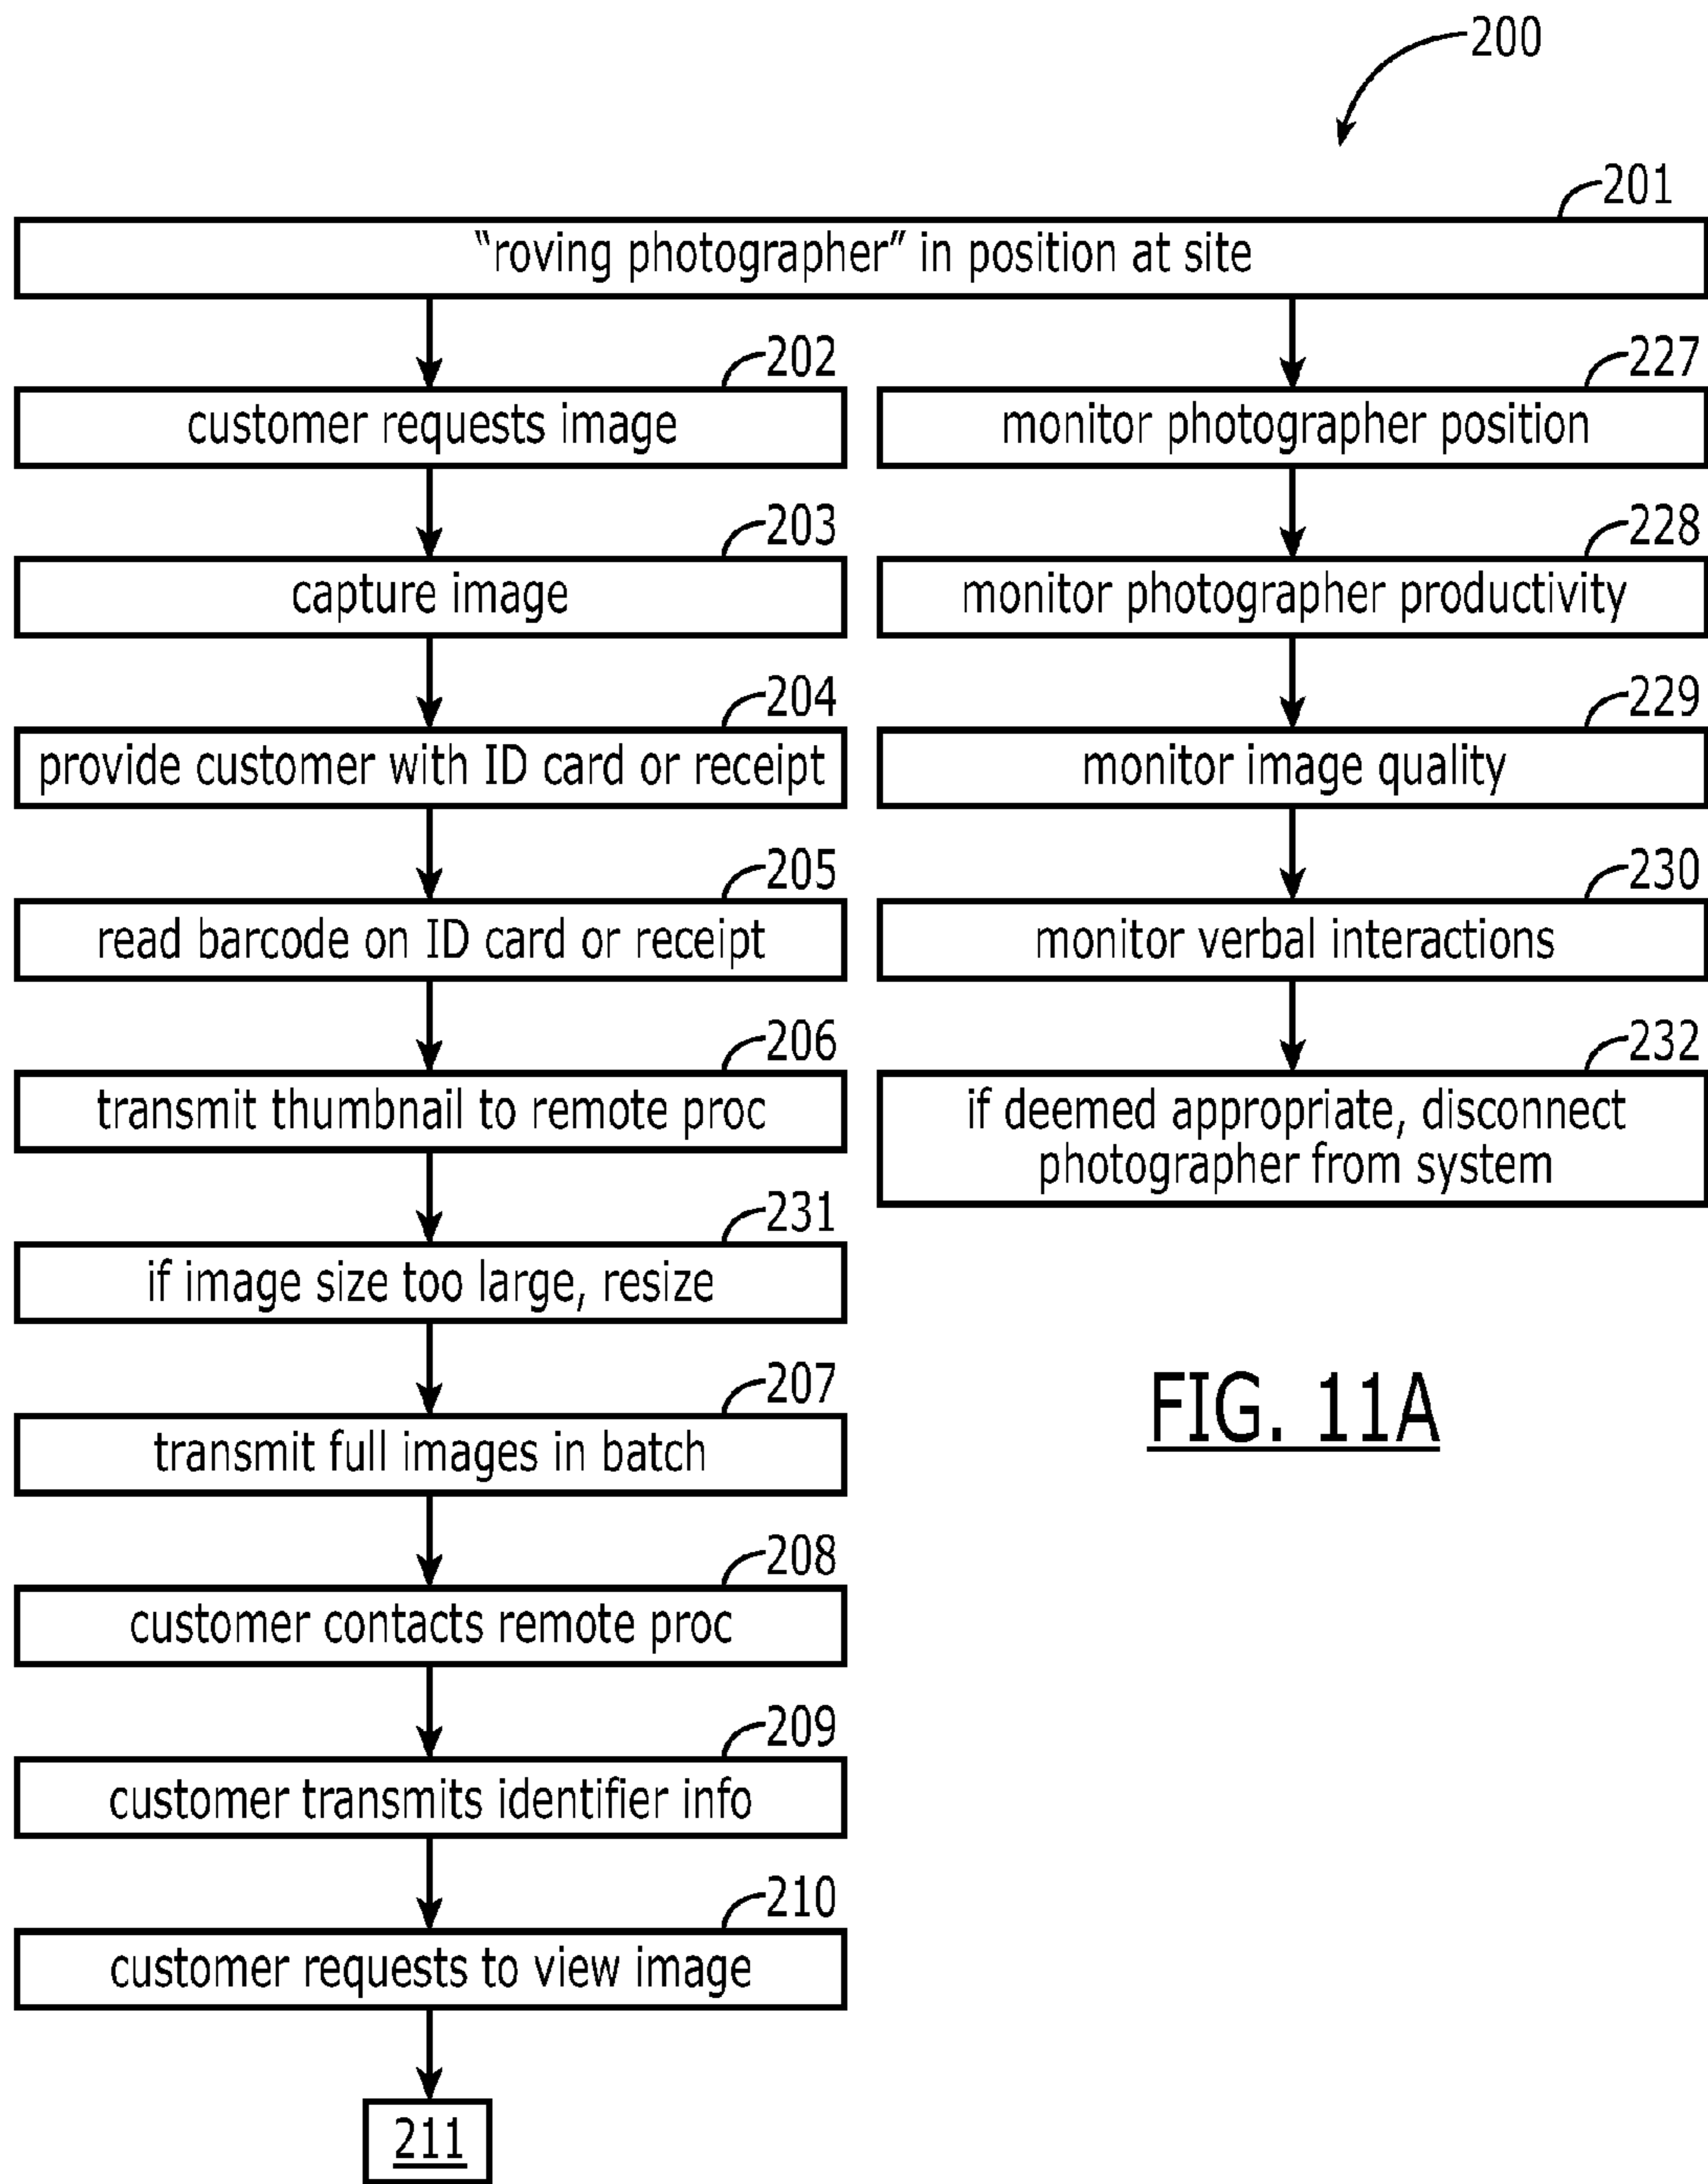 200
201
“roving photographer” in position at site
202
customer requests image
203
capture image
204
provide customer with ID card or receipt
205
read barcode on ID card or receipt
206
transmit thumbnail to remote proc
231
if image size too large, resize
207
transmit full images in batch
208
customer contacts remote proc
209
customer transmits identifier info
210
customer requests to view image
211
227
monitor photographer position
228
monitor photographer productivity
229
monitor image quality
230
monitor verbal interactions
232
if deemed appropriate, disconnect
photographer from system
FIG. 11A